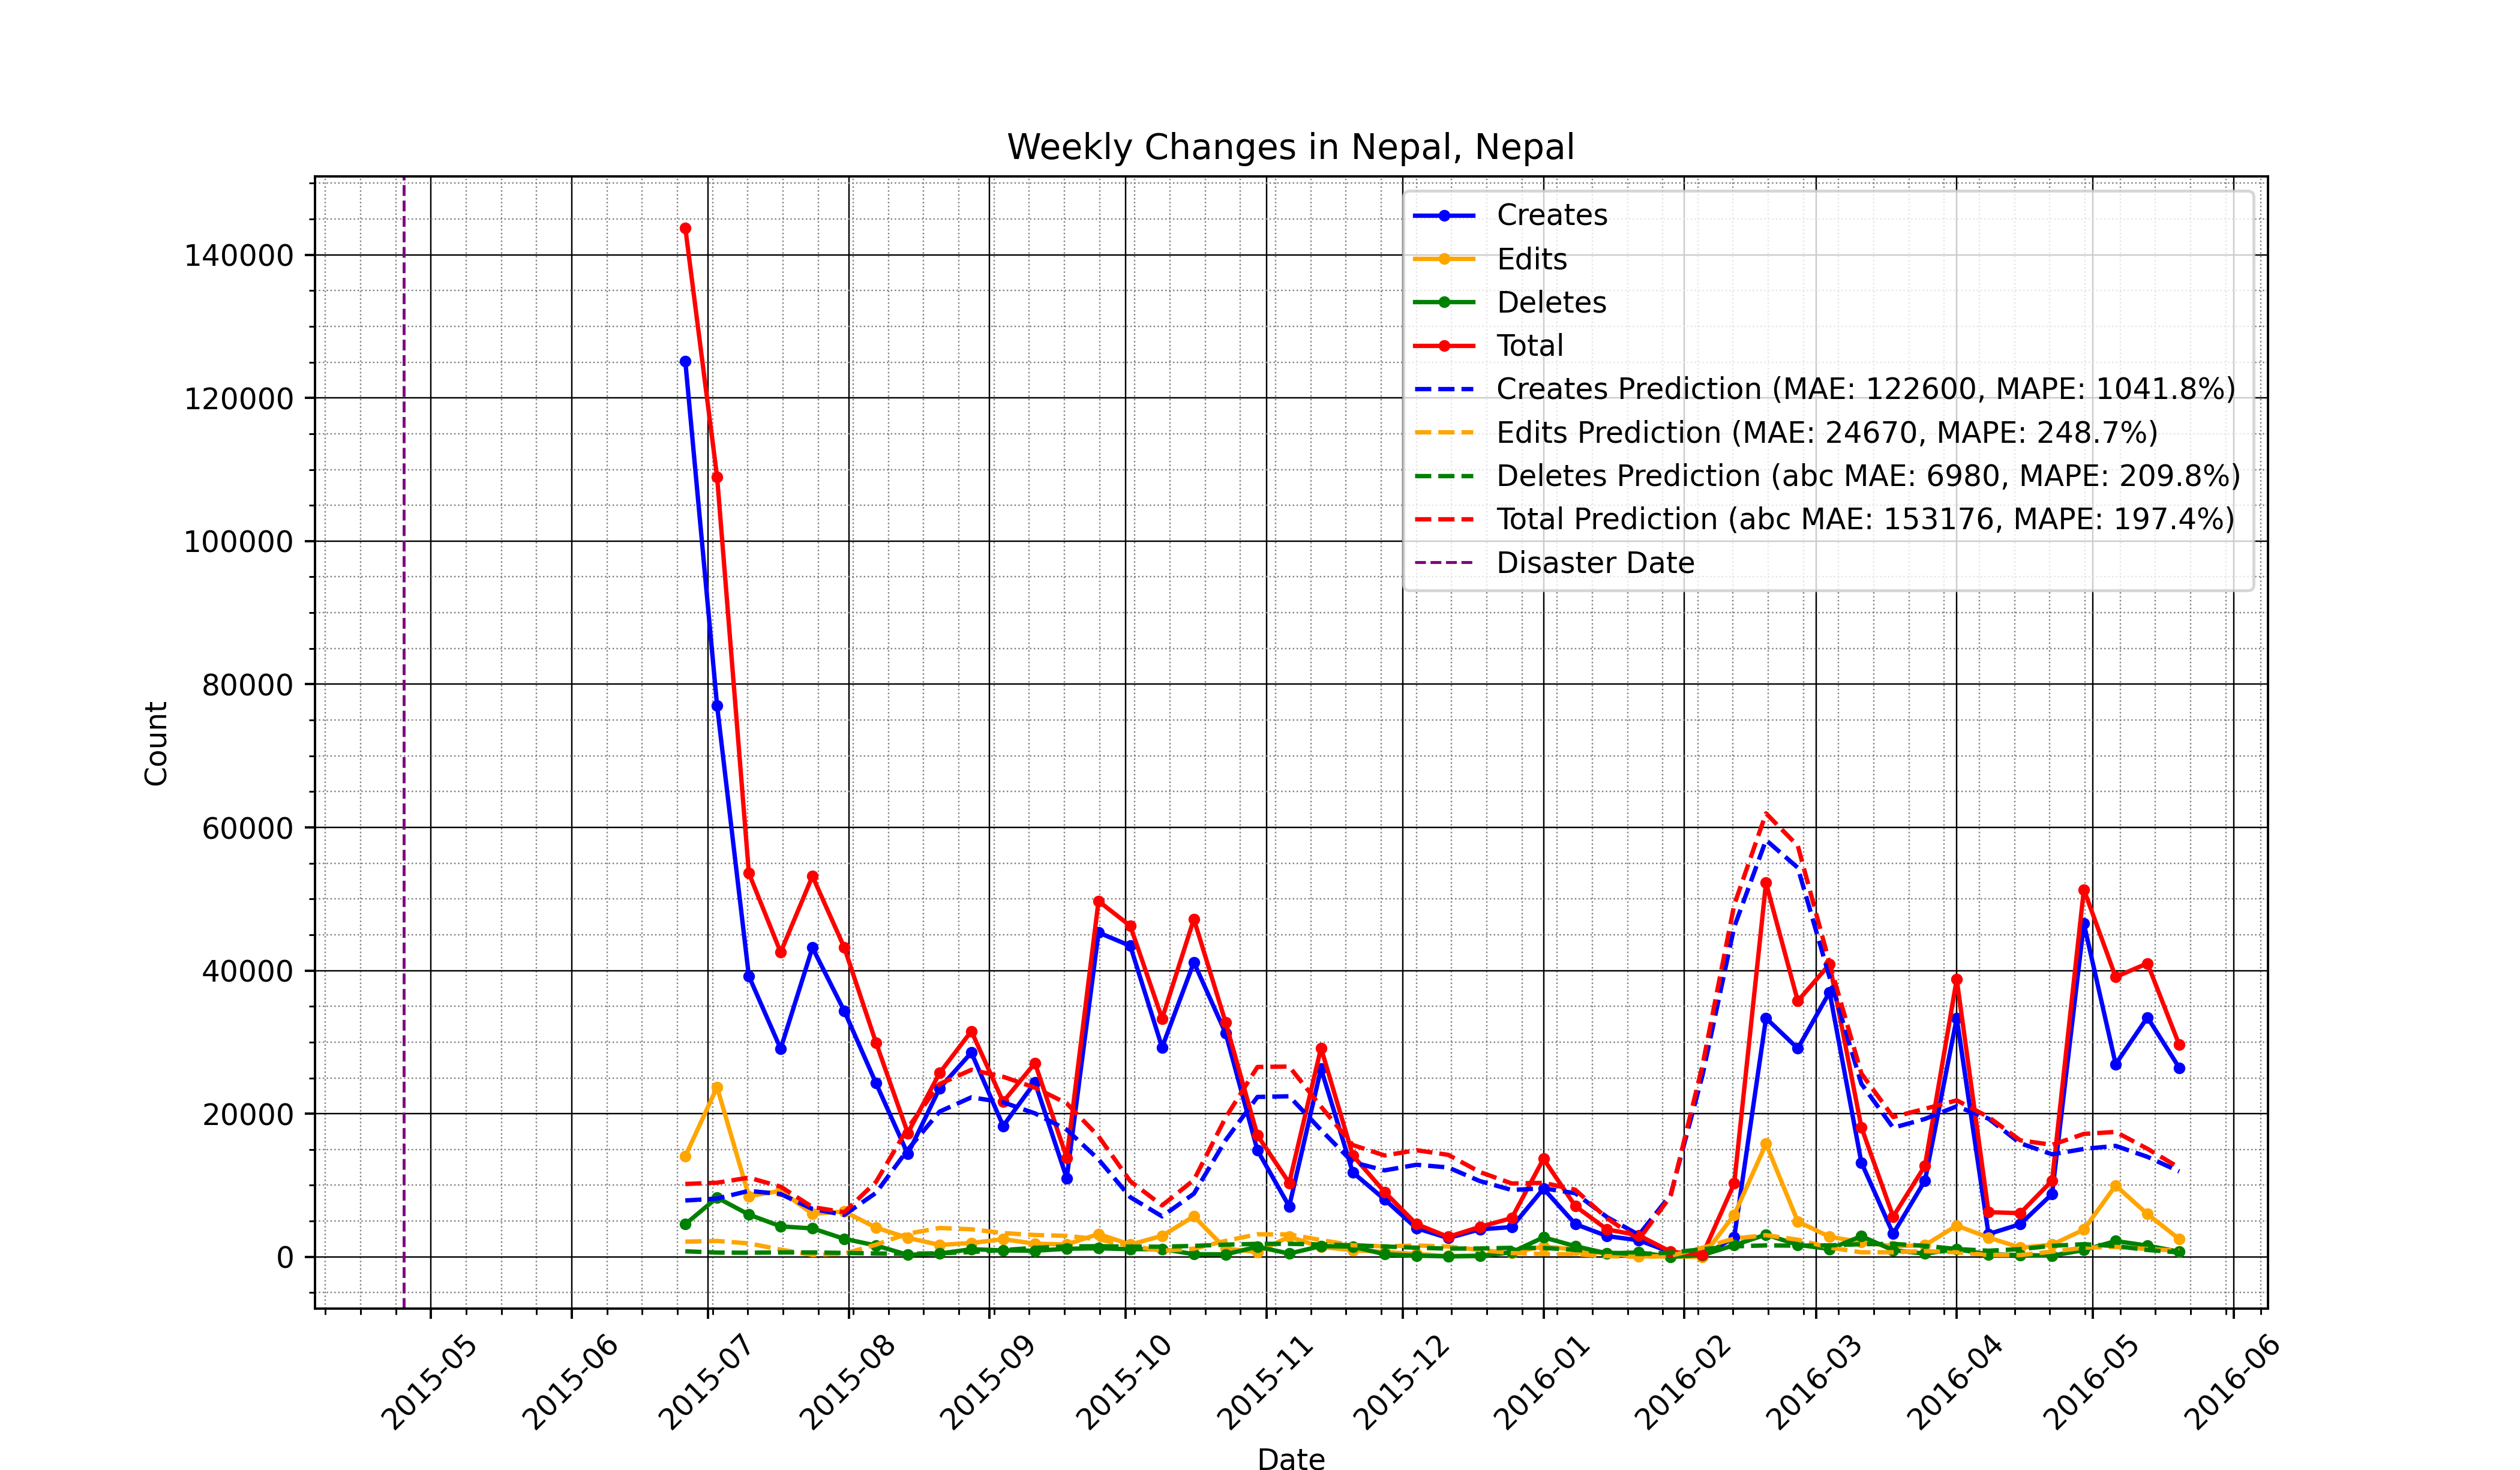 Weekly Changes in Nepal, Nepal
Creates
Edits
Deletes
Total
Creates Prediction (MAE: 122600, MAPE: 1041.8%)
Edits Prediction (MAE: 24670, MAPE: 248.7%)
Deletes Prediction (abc MAE: 6980, MAPE: 209.8%)
Total Prediction (abc MAE: 153176, MAPE: 197.4%)
Disaster Date
140000
120000
100000
80000
60000
40000
20000
0
Count
2015-05
2015-06
2015-07
2015-08
2015-09
2015-10
2015-11
2015-12
2016-01
2016-02
2016-03
2016-04
2016-05
2016-06
Date